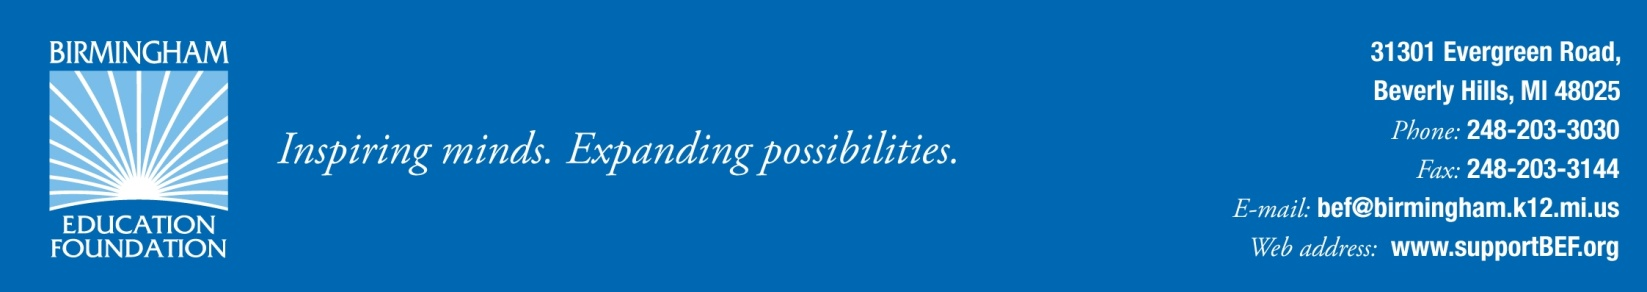 BIRMINGHAM
EDUCATION
FOUNDATION
Inspiring minds. Expanding possibilities.
31301 Evergreen Road,
Beverly Hills, MI 48025
Phone: 248-203-3030
Fax: 248-203-3144
E-mail: bef@birmingham.k12.mi.us
Web address: www.supportBEF.org